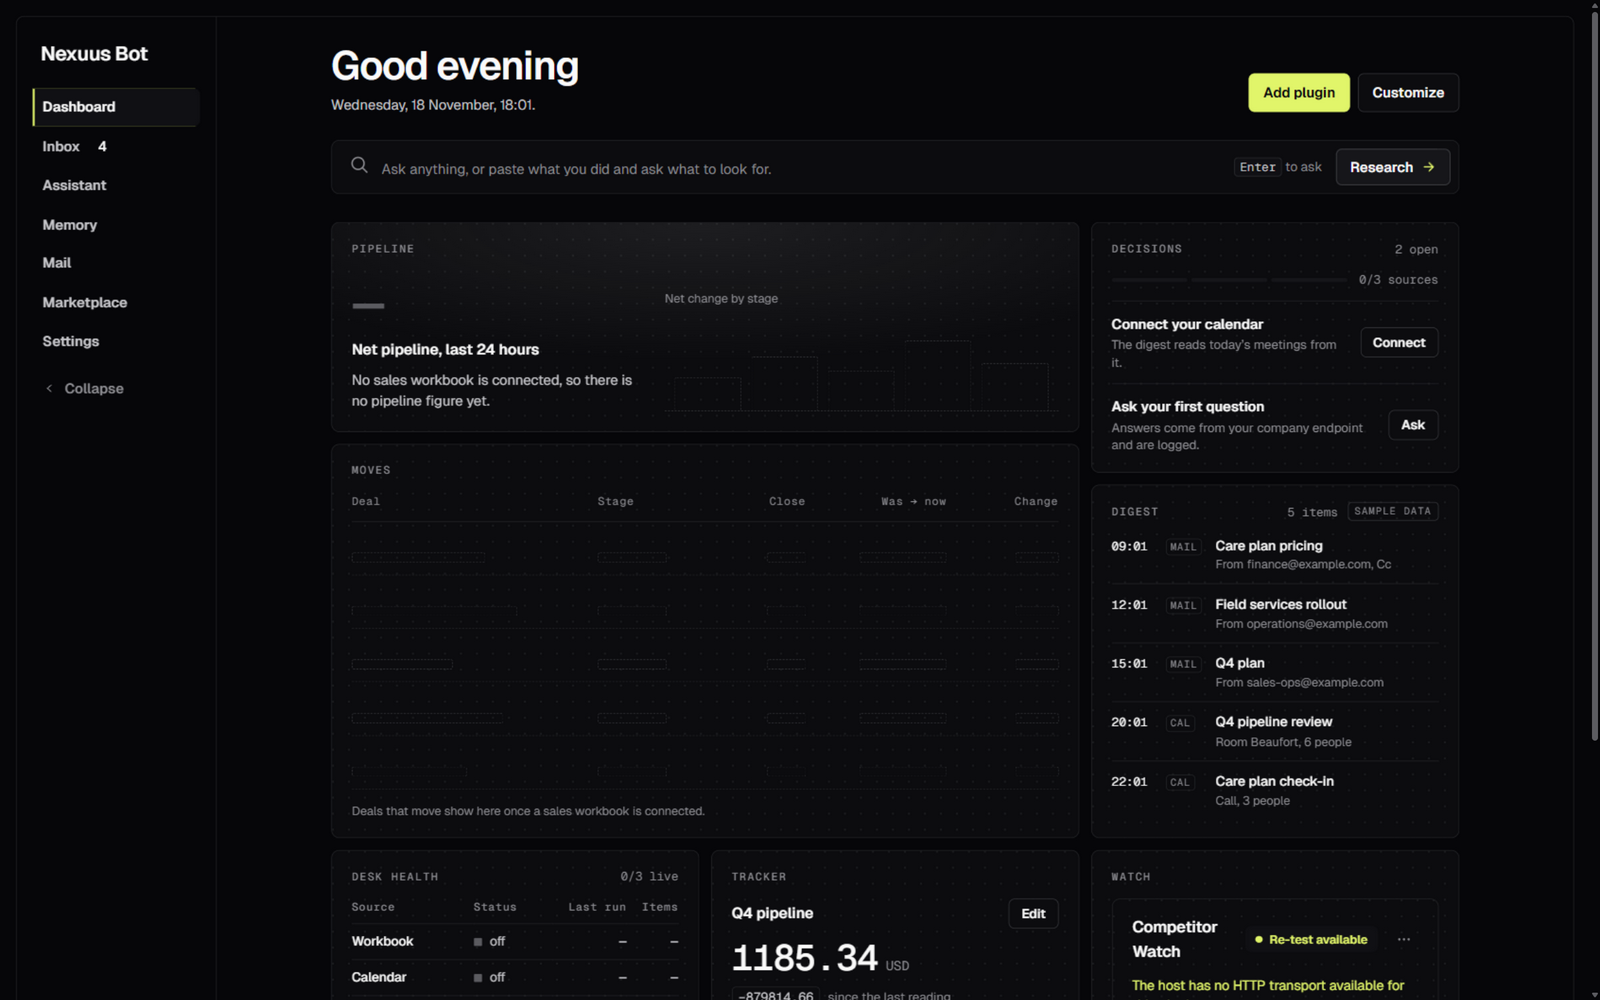 Nexuus Bot
Dashboard
Inbox 4
Assistant
Memory
Mail
Marketplace
Settings
Collapse
Good evening
Wednesday, 18 November, 18:01.
Add plugin
Customize
Ask anything, or paste what you did and ask what to look for.
Enter to ask
Research →
PIPELINE
Net change by stage
Net pipeline, last 24 hours
No sales workbook is connected, so there is
no pipeline figure yet.
DECISIONS 2 open
0/3 sources
Connect your calendar
The digest reads today's meetings from
it.
Connect
Ask your first question
Answers come from your company endpoint
and are logged.
Ask
MOVES
Deal Stage Close Was → now Change
Deals that move show here once a sales workbook is connected.
DIGEST 5 items SAMPLE DATA
09:01 MAIL Care plan pricing
From finance@example.com, Cc
12:01 MAIL Field services rollout
From operations@example.com
15:01 MAIL Q4 plan
From sales-ops@example.com
20:01 CAL Q4 pipeline review
Room Beaufort, 6 people
22:01 CAL Care plan check-in
Call, 3 people
DESK HEALTH 0/3 live
Source Status Last run Items
Workbook off – –
Calendar off – –
TRACKER
Q4 pipeline
Edit
1185.34 USD
-879814.66 since the last reading
WATCH
Competitor
Watch
Re-test available
...
The host has no HTTP transport available for